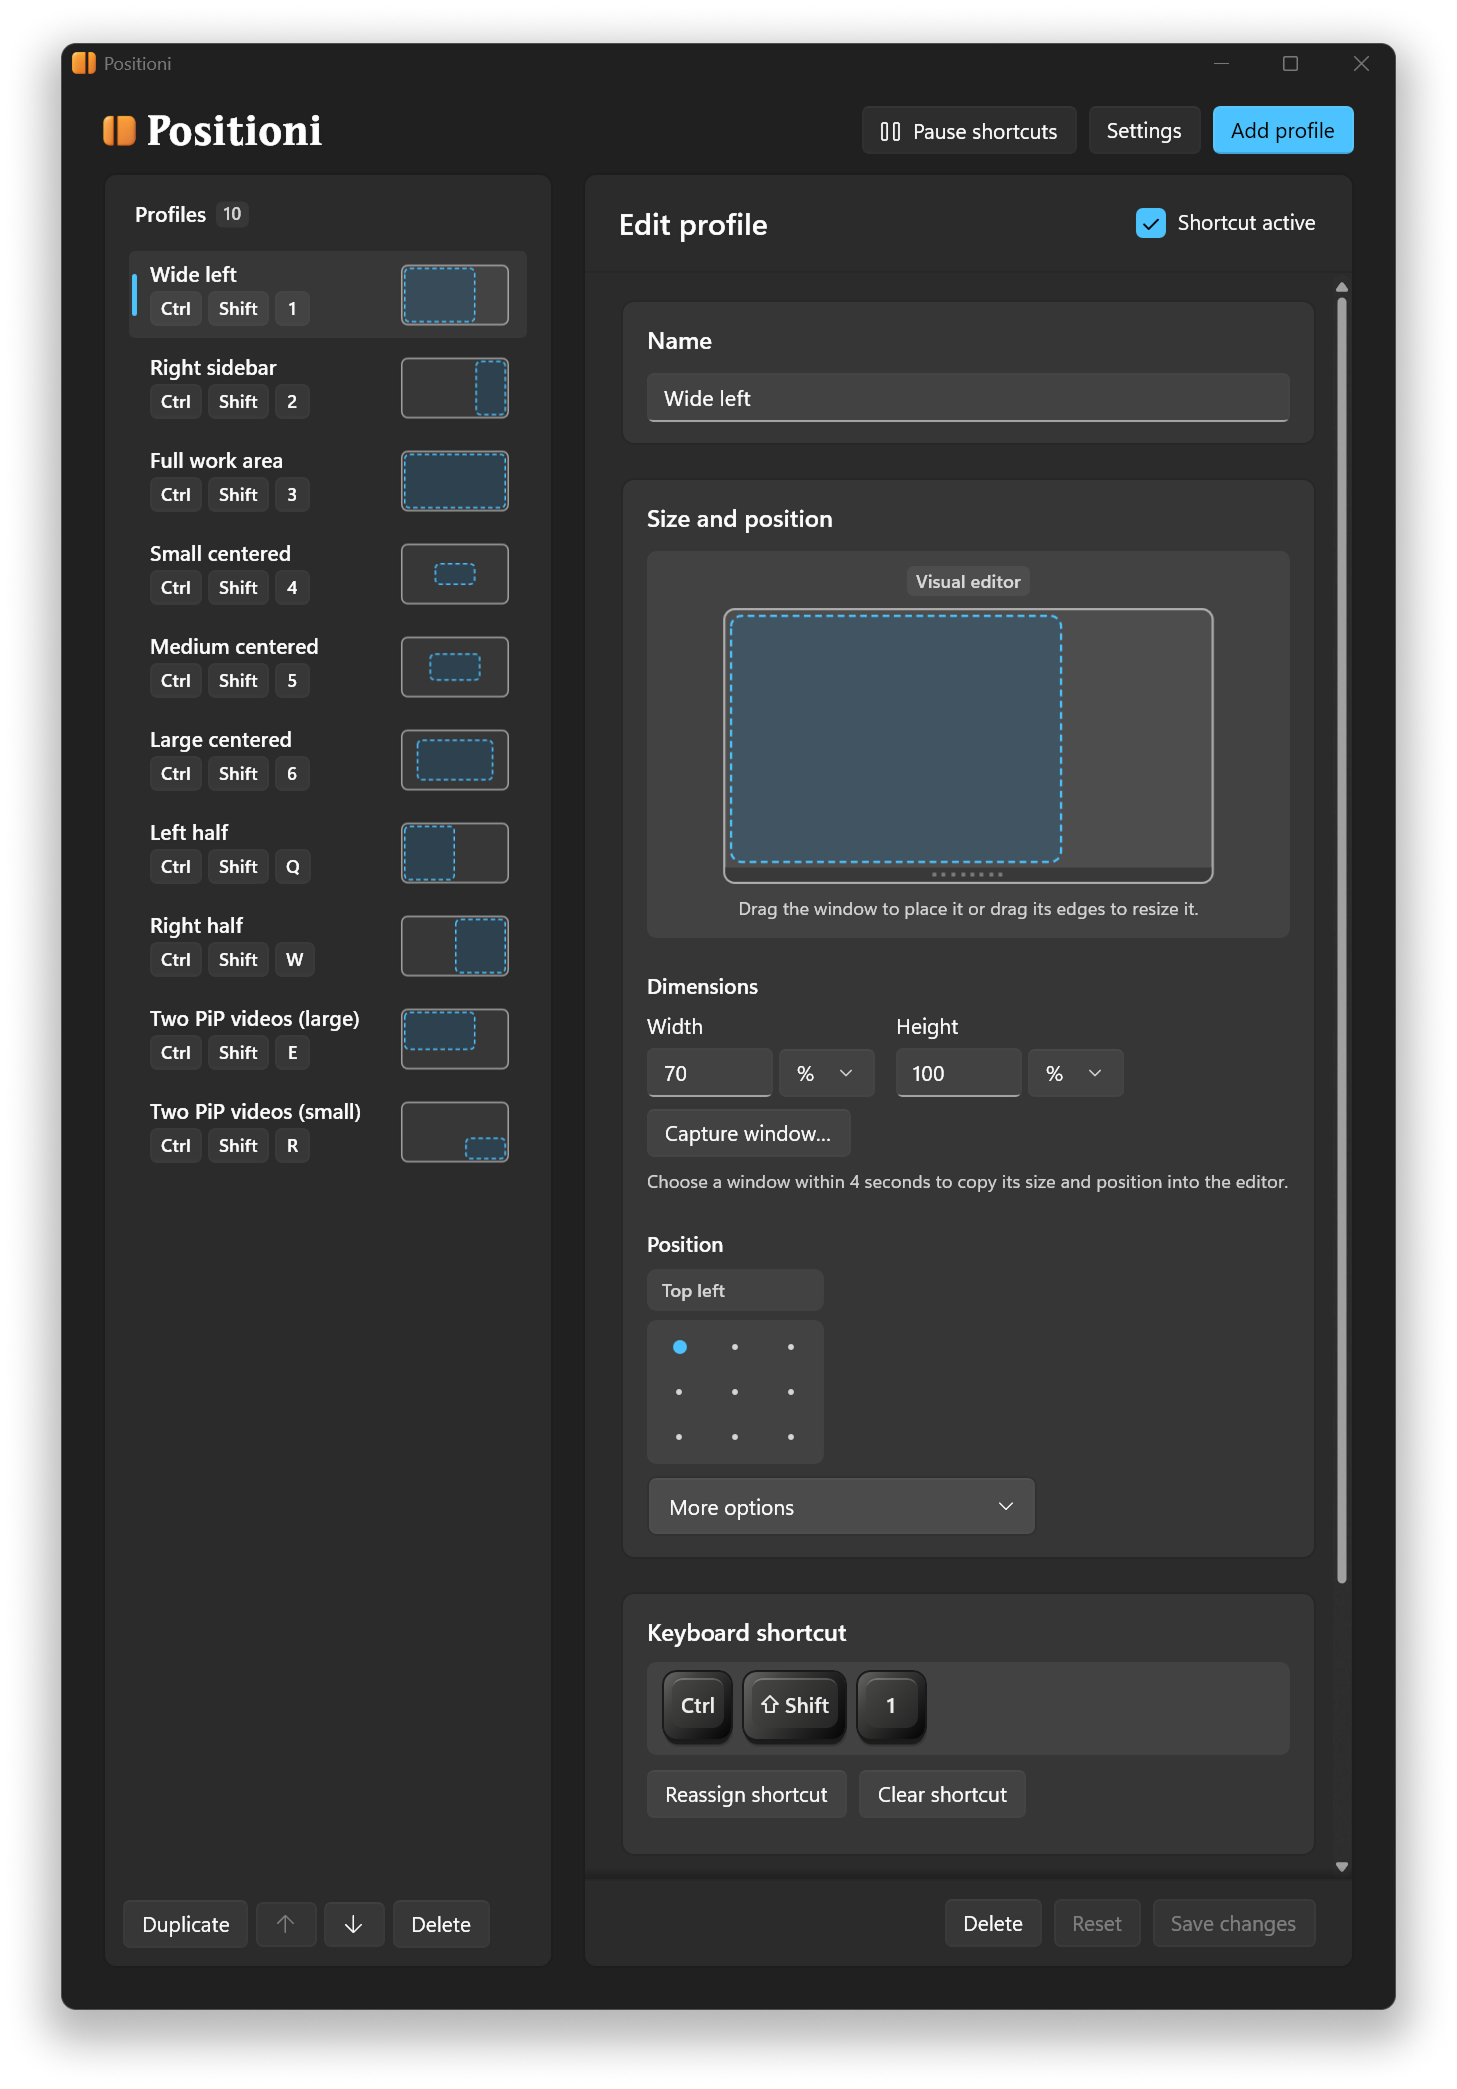 Positioni
Positioni
Pause shortcuts
Settings
Add profile
Profiles 10
Wide left
Ctrl Shift 1
Right sidebar
Ctrl Shift 2
Full work area
Ctrl Shift 3
Small centered
Ctrl Shift 4
Medium centered
Ctrl Shift 5
Large centered
Ctrl Shift 6
Left half
Ctrl Shift Q
Right half
Ctrl Shift W
Two PiP videos (large)
Ctrl Shift E
Two PiP videos (small)
Ctrl Shift R
Duplicate
Delete
Edit profile
Shortcut active
Name
Wide left
Size and position
Visual editor
Drag the window to place it or drag its edges to resize it.
Dimensions
Width Height
70 % 100 %
Capture window...
Choose a window within 4 seconds to copy its size and position into the editor.
Position
Top left
More options
Keyboard shortcut
Ctrl Shift 1
Reassign shortcut Clear shortcut
Delete Reset Save changes